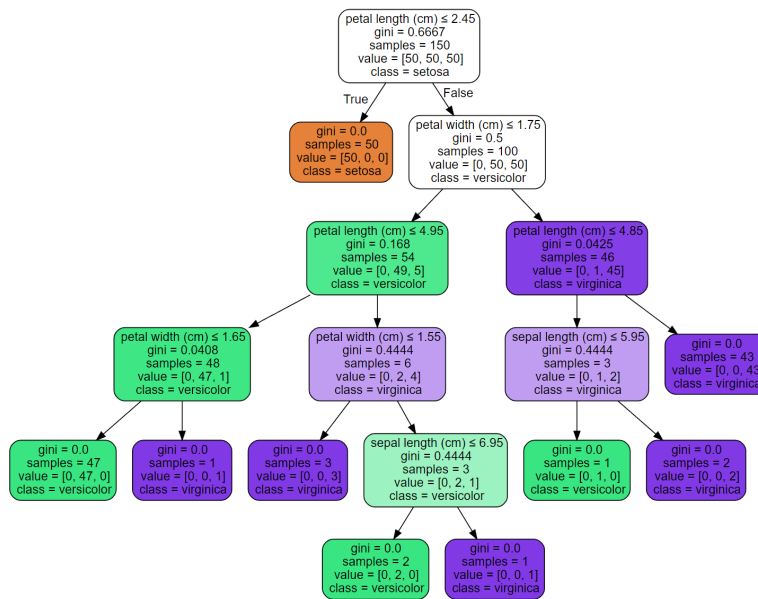 petal length (cm) ≤ 2.45
gini = 0.6667
samples = 150
value = [50, 50, 50]
class = setosa
True
False
gini = 0.0
samples = 50
value = [50, 0, 0]
class = setosa
petal width (cm) ≤ 1.75
gini = 0.5
samples = 100
value = [0, 50, 50]
class = versicolor
petal length (cm) ≤ 4.95
gini = 0.168
samples = 54
value = [0, 49, 5]
class = versicolor
petal length (cm) ≤ 4.85
gini = 0.0425
samples = 46
value = [0, 1, 45]
class = virginica
petal width (cm) ≤ 1.65
gini = 0.0408
samples = 48
value = [0, 47, 1]
class = versicolor
petal width (cm) ≤ 1.55
gini = 0.4444
samples = 6
value = [0, 2, 4]
class = virginica
sepal length (cm) ≤ 5.95
gini = 0.4444
samples = 3
value = [0, 1, 2]
class = virginica
gini = 0.0
samples = 43
value = [0, 0, 43
class = virginica
gini = 0.0
samples = 47
value = [0, 47, 0]
class = versicolor
gini = 0.0
samples = 1
value = [0, 0, 1]
class = virginica
gini = 0.0
samples = 3
value = [0, 0, 3]
class = virginica
sepal length (cm) ≤ 6.95
gini = 0.4444
samples = 3
value = [0, 2, 1]
class = versicolor
gini = 0.0
samples = 1
value = [0, 1, 0]
class = versicolor
gini = 0.0
samples = 2
value = [0, 0, 2]
class = virginica
gini = 0.0
samples = 2
value = [0, 2, 0]
class = versicolor
gini = 0.0
samples = 1
value = [0, 0, 1]
class = virginica